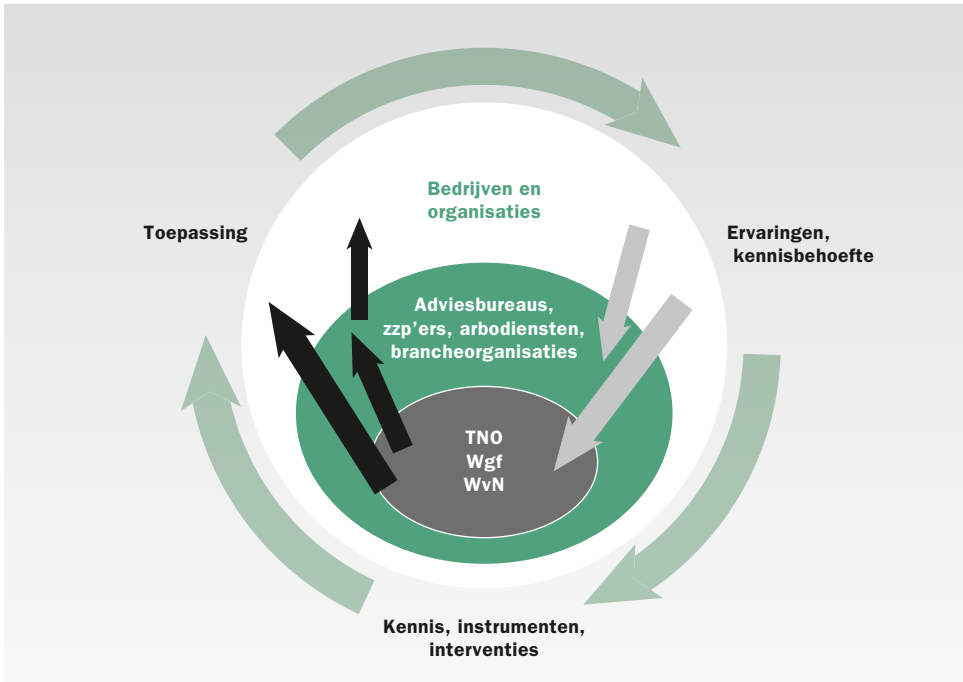 Bedrijven en
organisaties
Toepassing
Ervaringen,
kennisbehoefte
Adviesbureaus,
zzp'ers, arbodiensten,
brancheorganisaties
TNO
Wgf
WvN
Kennis, instrumenten,
interventies